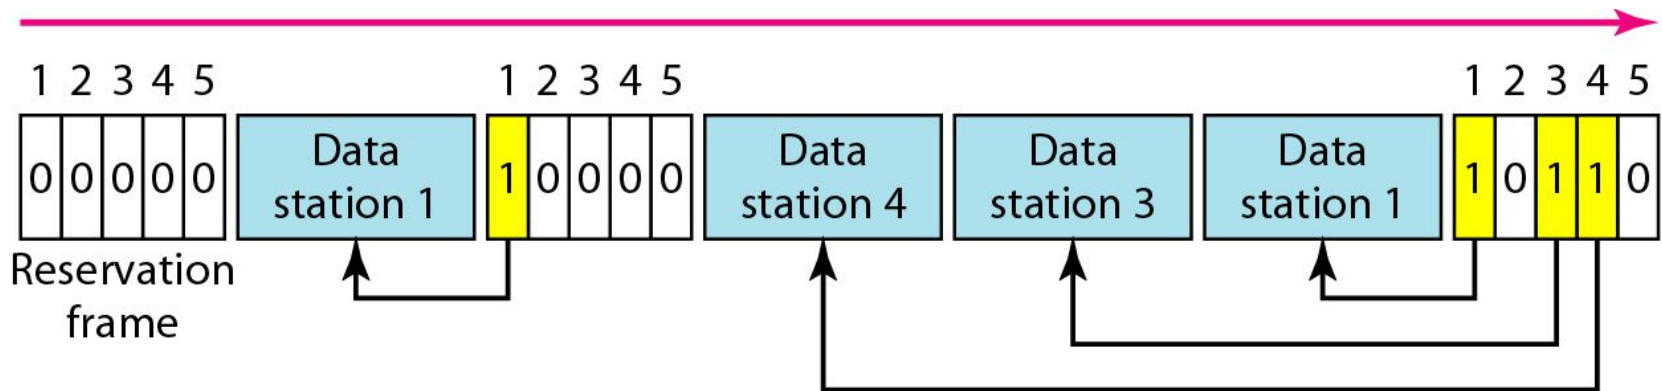 1 2 3 4 5 1 2 3 4 5 1 2 3 4 5
0 0 0 0 0 Data station 1 1 0 0 0 0 Data station 4 Data station 3 Data station 1 1 0 1 1 0
Reservation
frame